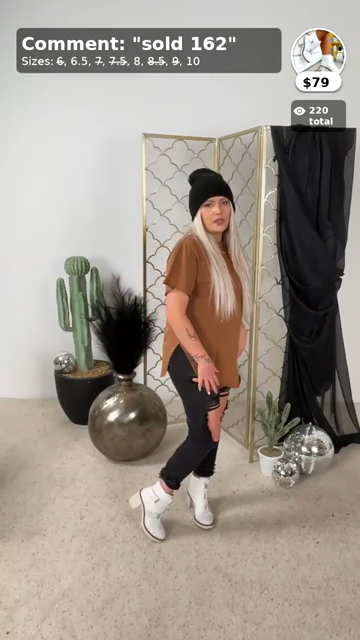 Comment: "sold 162"
Sizes: 6, 6.5, 7, 7.5, 8, 8.5, 9, 10
$79
220
total